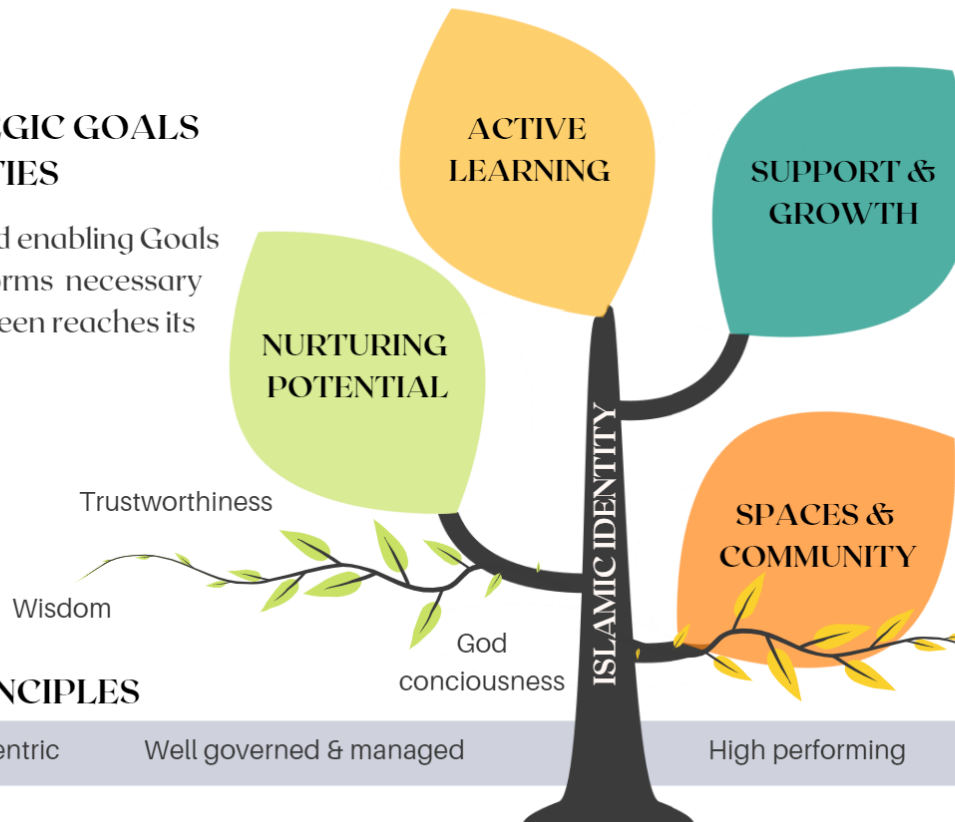 EGIC GOALS
TIES
d enabling Goals
orms necessary
een reaches its
ACTIVE
LEARNING
SUPPORT &
GROWTH
NURTURING
POTENTIAL
ISLAMIC IDENTITY
SPACES &
COMMUNITY
Trustworthiness
Wisdom
God
conciousness
NCIPLES
entric
Well governed & managed
High performing